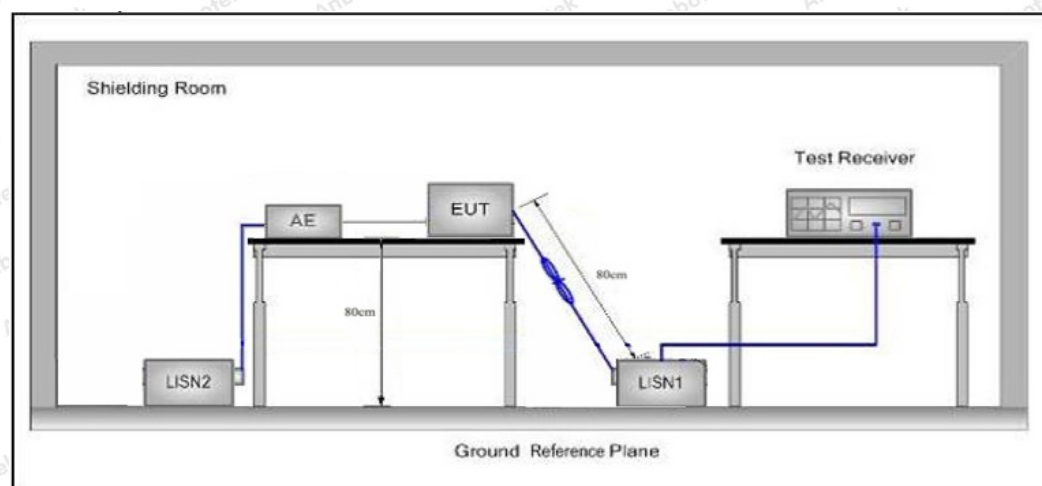 Shielding Room
Test Receiver
AE
EUT
80cm
80cm
LISN2
LISN1
Ground Reference Plane